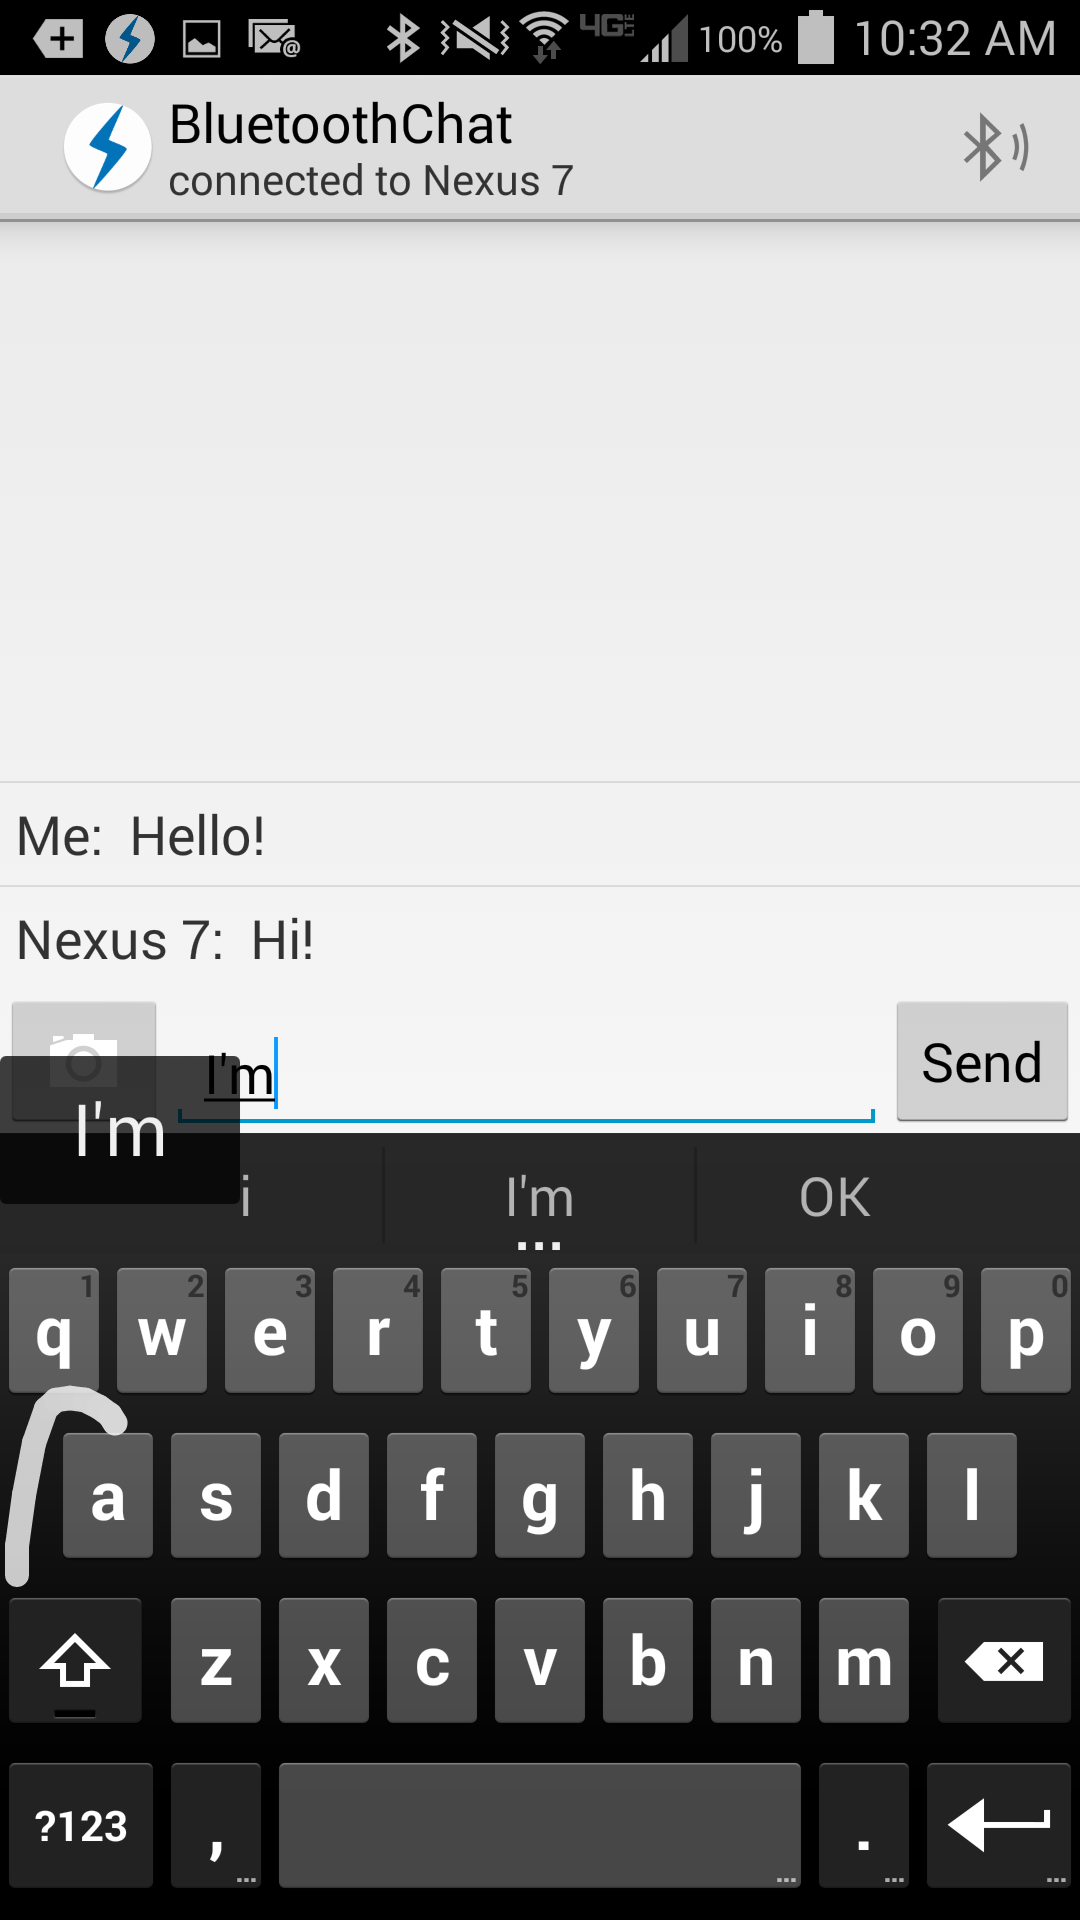 4G LTE 100% 10:32 AM
BluetoothChat
connected to Nexus 7
Me: Hello!
Nexus 7: Hi!
I'm
Send
I'm
i I'm OK
1 2 3 4 5 6 7 8 9 0
q w e r t y u i o p
a s d f g h j k l
z x c v b n m
?123 , .